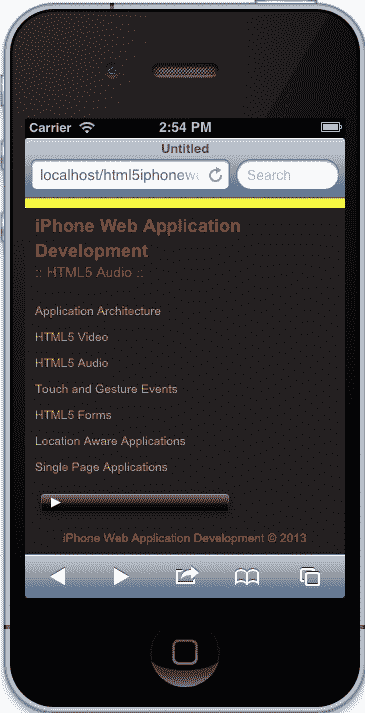 Carrier 2:54 PM
Untitled
localhost/html5iphonew Search
iPhone Web Application
Development
:: HTML5 Audio ::
Application Architecture
HTML5 Video
HTML5 Audio
Touch and Gesture Events
HTML5 Forms
Location Aware Applications
Single Page Applications
iPhone Web Application Development © 2013